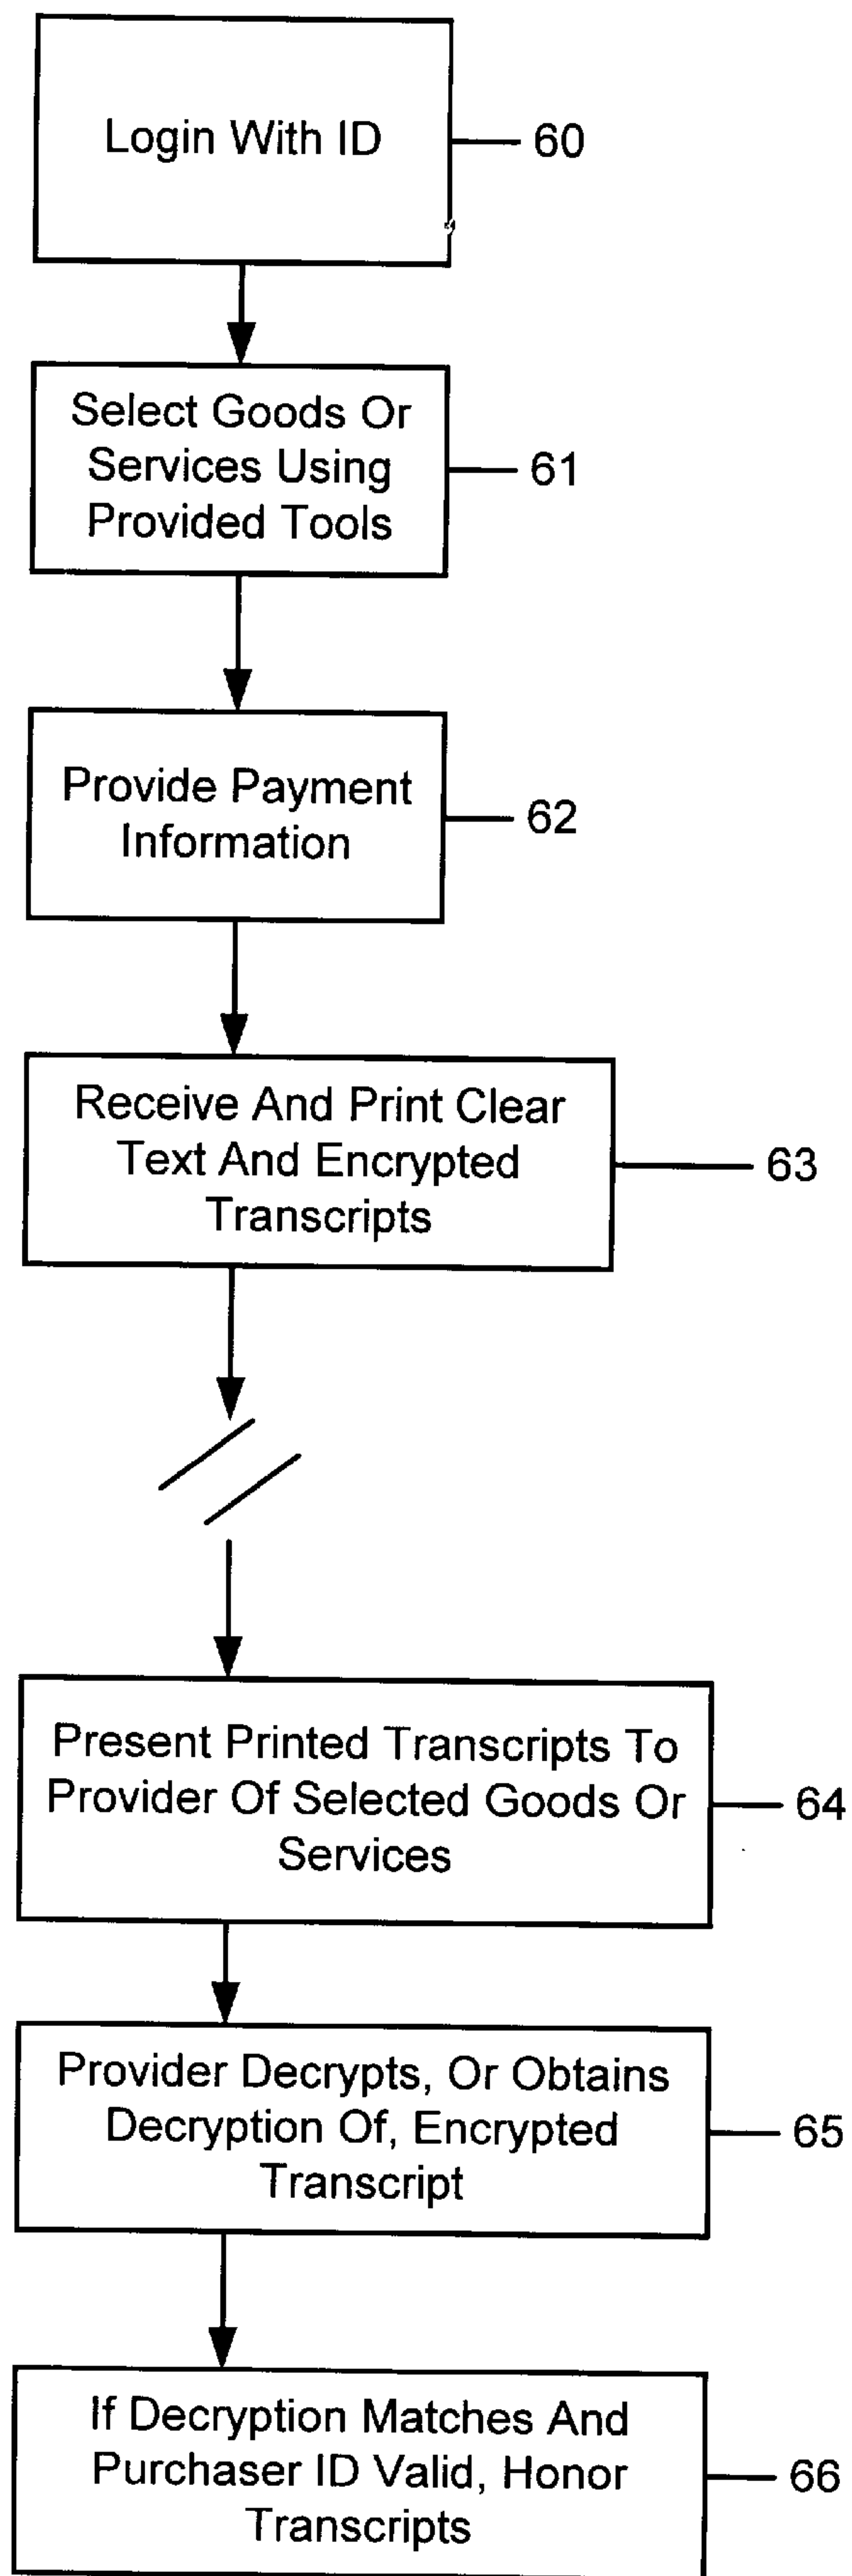 Login With ID
60
Select Goods Or
Services Using
Provided Tools
61
Provide Payment
Information
62
Receive And Print Clear
Text And Encrypted
Transcripts
63
Present Printed Transcripts To
Provider Of Selected Goods Or
Services
64
Provider Decrypts, Or Obtains
Decryption Of, Encrypted
Transcript
65
If Decryption Matches And
Purchaser ID Valid, Honor
Transcripts
66